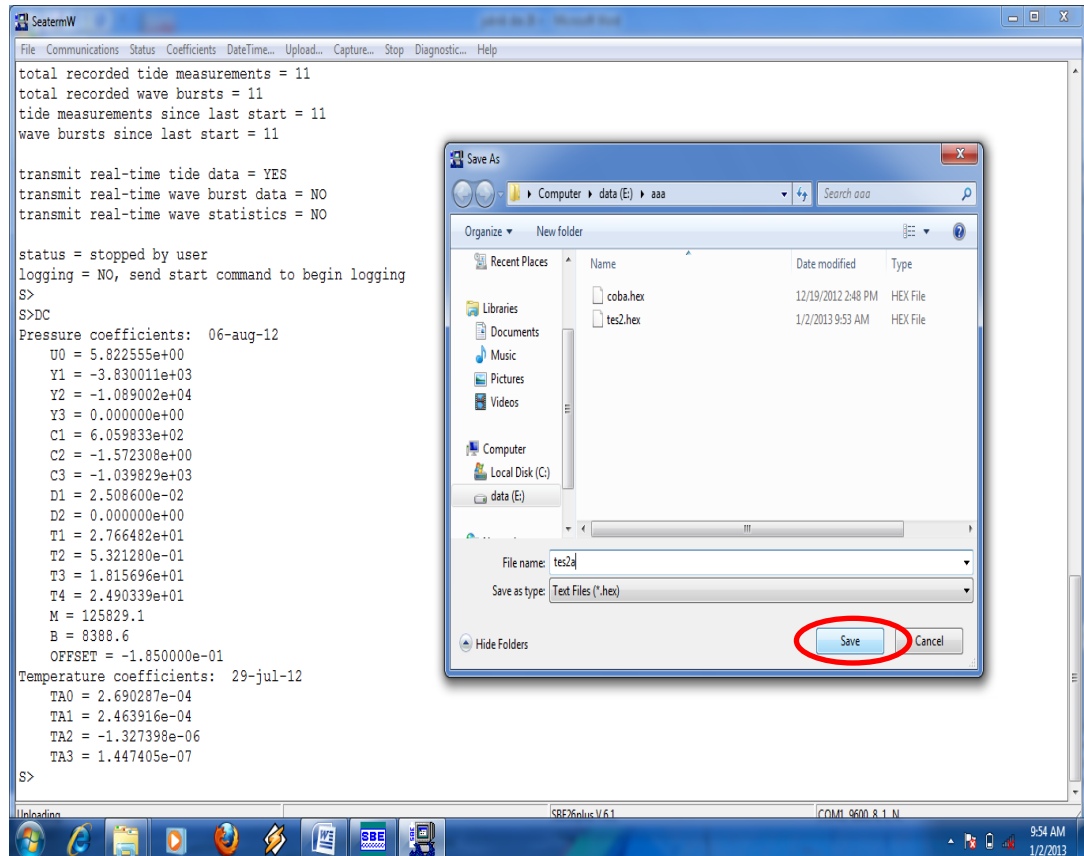 SeatermW
File Communications Status Coefficients DateTime... Upload... Capture... Stop Diagnostic... Help
total recorded tide measurements = 11
total recorded wave bursts = 11
tide measurements since last start = 11
wave bursts since last start = 11
transmit real-time tide data = YES
transmit real-time wave burst data = NO
transmit real-time wave statistics = NO
status = stopped by user
logging = NO, send start command to begin logging
S>
S>DC
Pressure coefficients: 06-aug-12
U0 = 5.822555e+00
Y1 = -3.830011e+03
Y2 = -1.089002e+04
Y3 = 0.000000e+00
C1 = 6.059833e+02
C2 = -1.572308e+00
C3 = -1.039829e+03
D1 = 2.508600e-02
D2 = 0.000000e+00
T1 = 2.766482e+01
T2 = 5.321280e-01
T3 = 1.815696e+01
T4 = 2.490339e+01
M = 125829.1
B = 8388.6
OFFSET = -1.850000e-01
Temperature coefficients: 29-jul-12
TA0 = 2.690287e-04
TA1 = 2.463916e-04
TA2 = -1.327398e-06
TA3 = 1.447405e-07
S>
Save As
Computer data (E:) aaa
Search aaa
Organize New folder
Recent Places
Libraries
Documents
Music
Pictures
Videos
Computer
Local Disk (C:)
data (E:)
Name Date modified Type
coba.hex 12/19/2012 2:48 PM HEX File
tes2.hex 1/2/2013 9:53 AM HEX File
File name: tes2a
Save as type: Text Files (*.hex)
Hide Folders
Save
Cancel
Uploading SBE26plus V 6.1 COM1, 9600, 8, 1, N
SBE
9:54 AM
1/2/2013